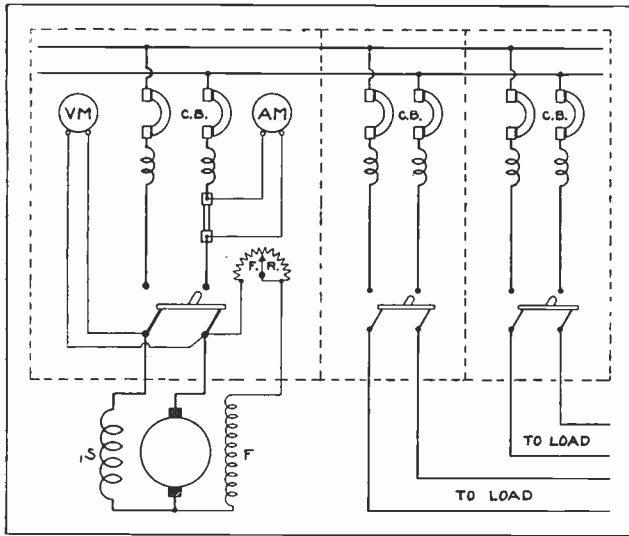 VM
C.B.
AM
C.B.
C.B.
F. R.
S
F
TO LOAD
TO LOAD